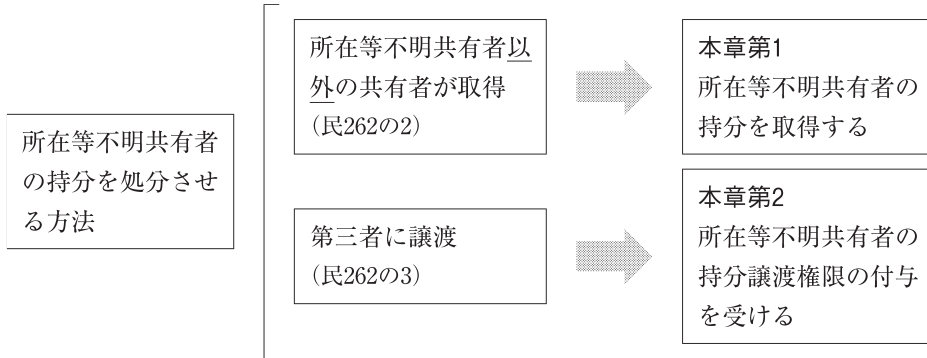 所在等不明共有者
の持分を処分させ
る方法
所在等不明共有者以
外の共有者が取得
（民262の2）
本章第1
所在等不明共有者の
持分を取得する
第三者に譲渡
（民262の3）
本章第2
所在等不明共有者の
持分譲渡権限の付与
を受ける